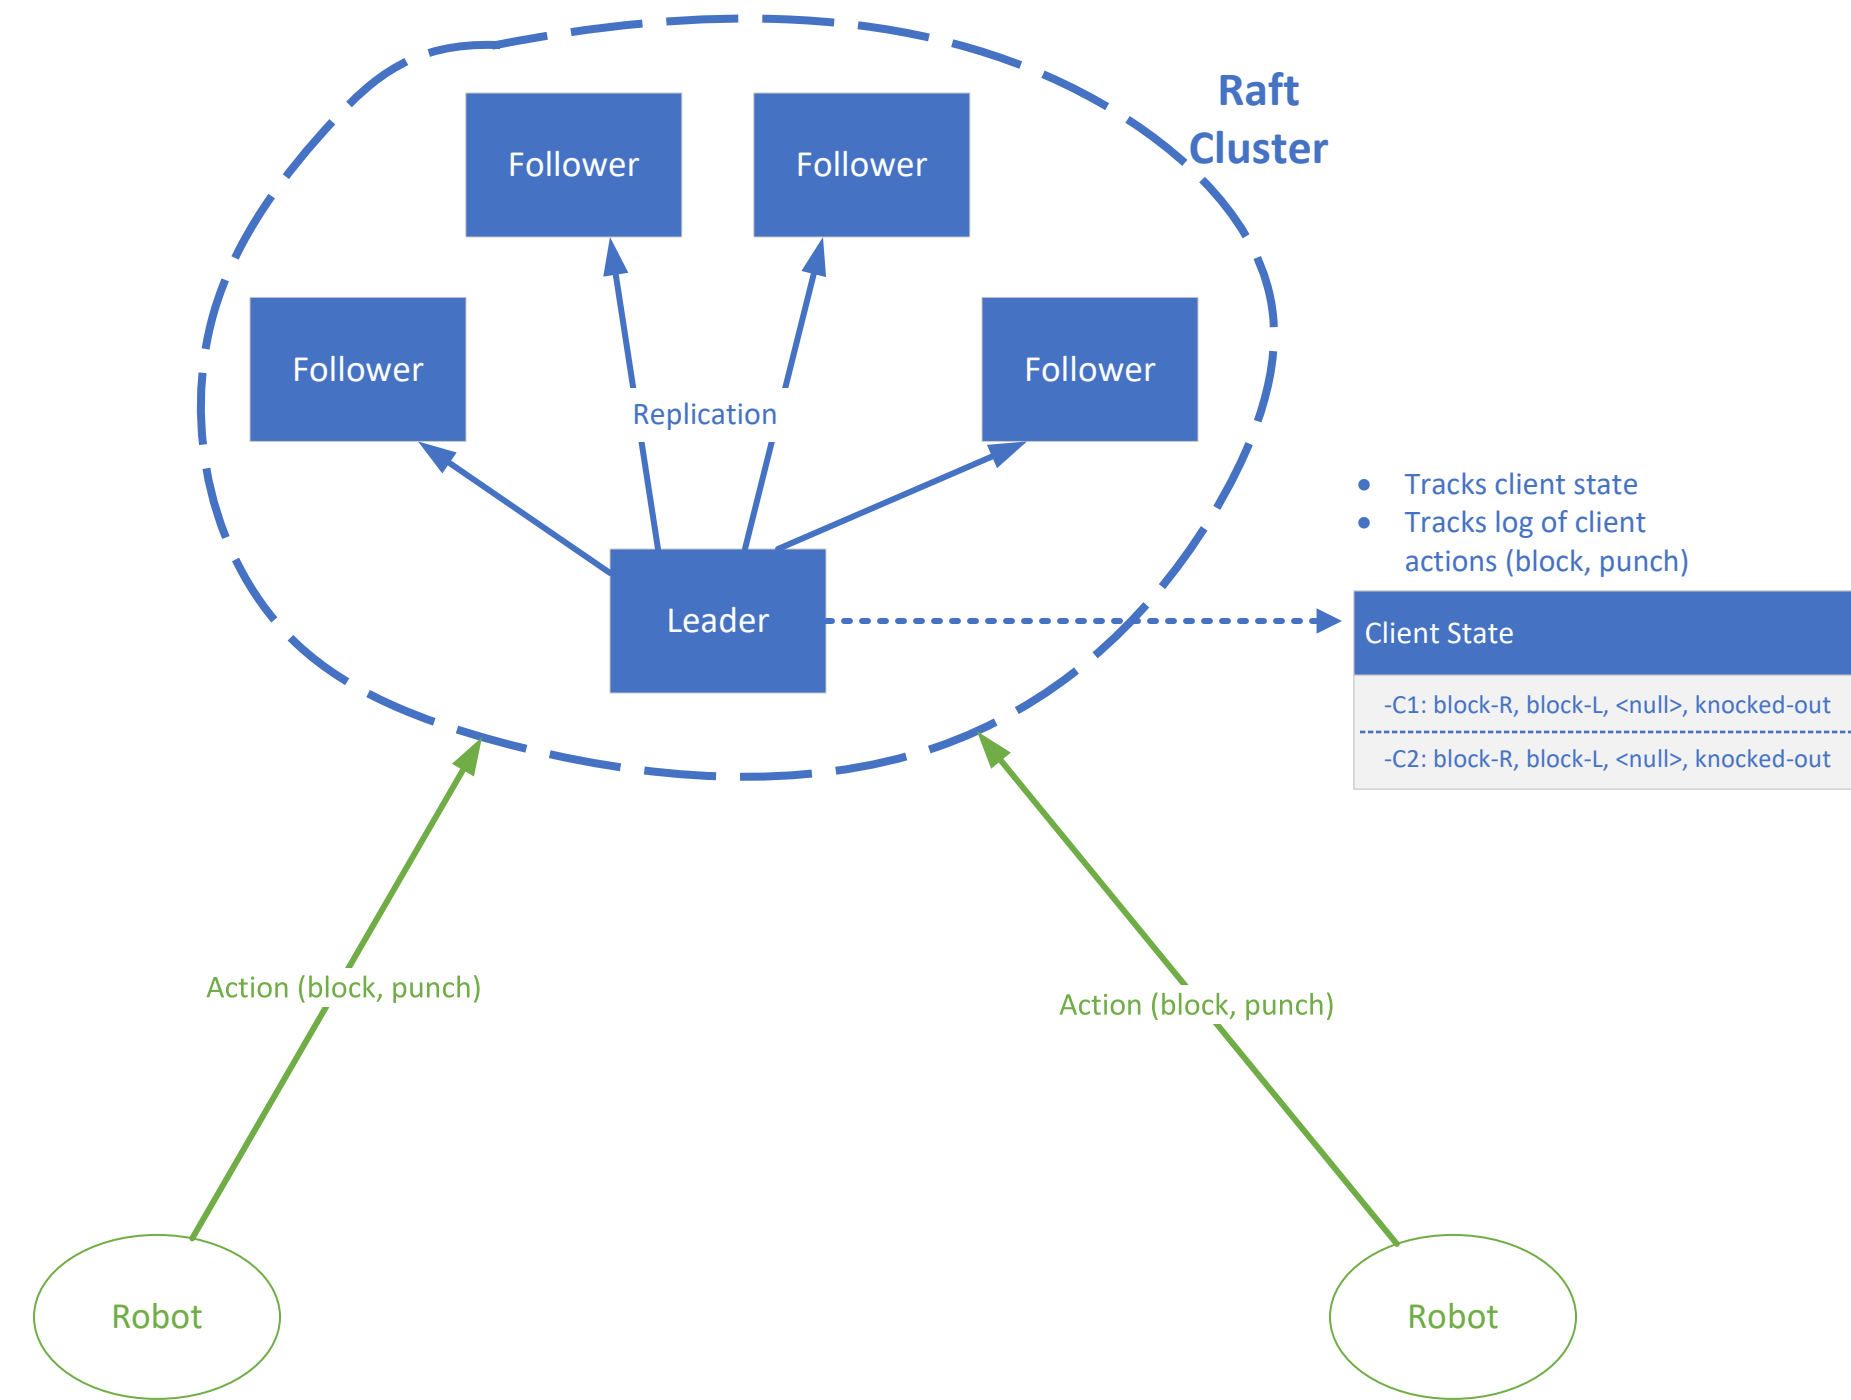 Raft
Cluster
Follower
Follower
Follower
Follower
Replication
Leader
• Tracks client state
• Tracks log of client
actions (block, punch)
Client State
-C1: block-R, block-L, <null>, knocked-out
-C2: block-R, block-L, <null>, knocked-out
Action (block, punch)
Action (block, punch)
Robot
Robot